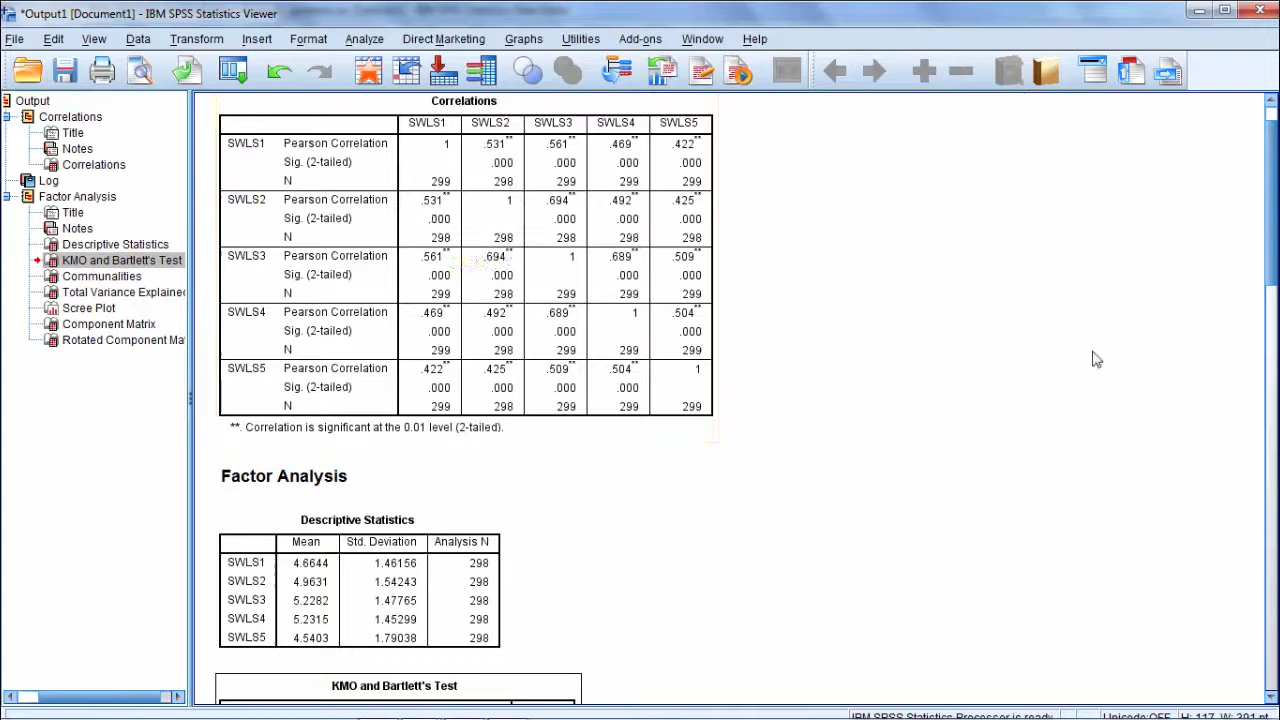 *Output1 [Document1] - IBM SPSS Statistics Viewer
File Edit View Data Transform Insert Format Analyze Direct Marketing Graphs Utilities Add-ons Window Help
Output
Correlations
Title
Notes
Correlations
Log
Factor Analysis
Title
Notes
Descriptive Statistics
KMO and Bartlett's Test
Communalities
Total Variance Explained
Scree Plot
Component Matrix
Rotated Component Ma
Correlations
SWLS1 SWLS2 SWLS3 SWLS4 SWLS5
SWLS1 Pearson Correlation 1 .531** .561** .469** .422**
Sig. (2-tailed) .000 .000 .000 .000
N 299 298 299 299 299
SWLS2 Pearson Correlation .531** 1 .694** .492** .425**
Sig. (2-tailed) .000 .000 .000 .000
N 298 298 298 298 298
SWLS3 Pearson Correlation .561** .694** 1 .689** .509**
Sig. (2-tailed) .000 .000 .000 .000
N 299 298 299 299 299
SWLS4 Pearson Correlation .469** .492** .689** 1 .504**
Sig. (2-tailed) .000 .000 .000 .000
N 299 298 299 299 299
SWLS5 Pearson Correlation .422** .425** .509** .504** 1
Sig. (2-tailed) .000 .000 .000 .000
N 299 298 299 299 299
**. Correlation is significant at the 0.01 level (2-tailed).
Factor Analysis
Descriptive Statistics
Mean Std. Deviation Analysis N
SWLS1 4.6644 1.46156 298
SWLS2 4.9631 1.54243 298
SWLS3 5.2282 1.47765 298
SWLS4 5.2315 1.45299 298
SWLS5 4.5403 1.79038 298
KMO and Bartlett's Test
IBM SPSS Statistics Processor is ready Unicode:OFF H: 117, W: 391 pt